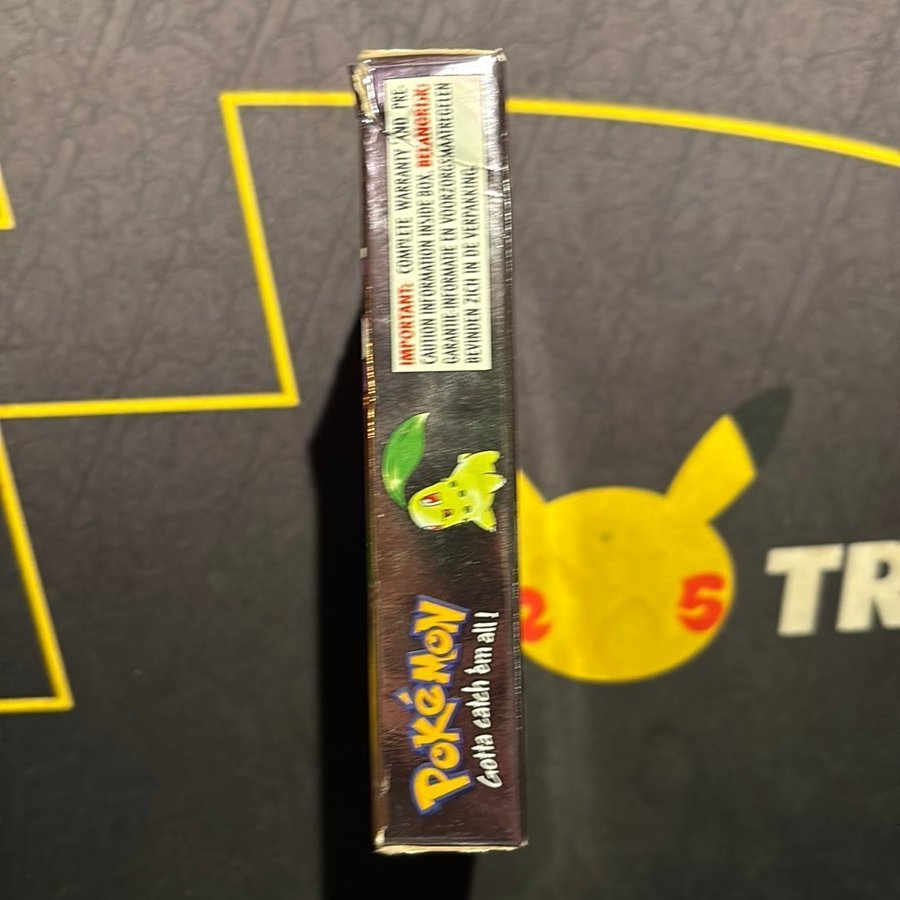 IMPORTANT: COMPLETE WARRANTY AND PRE-
CAUTION INFORMATION INSIDE BOX. BELANGRIJK:
GARANTIE-INFORMATIE EN VOORZORGSMAATREGELEN
BEVINDEN ZICH IN DE VERPAKKING.
POKéMON
Gotta catch 'em all!
25
TR